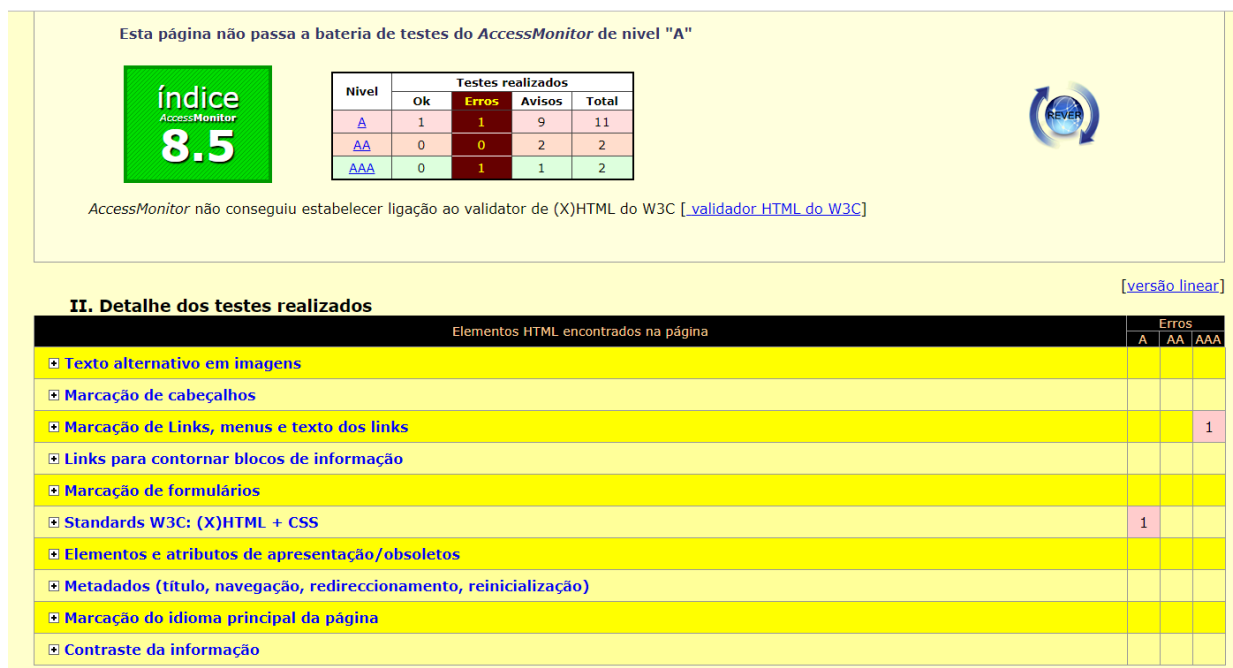 Esta página não passa a bateria de testes do AccessMonitor de nivel "A"
índice
AccessMonitor
8.5
Nivel Testes realizados
Ok Erros Avisos Total
A 1 1 9 11
AA 0 0 2 2
AAA 0 1 1 2
REVER
AccessMonitor não conseguiu estabelecer ligação ao validator de (X)HTML do W3C [ validador HTML do W3C]
[versão linear]
II. Detalhe dos testes realizados
Elementos HTML encontrados na página Erros
A AA AAA
Texto alternativo em imagens
Marcação de cabeçalhos
Marcação de Links, menus e texto dos links 1
Links para contornar blocos de informação
Marcação de formulários
Standards W3C: (X)HTML + CSS 1
Elementos e atributos de apresentação/obsoletos
Metadados (título, navegação, redireccionamento, reinicialização)
Marcação do idioma principal da página
Contraste da informação